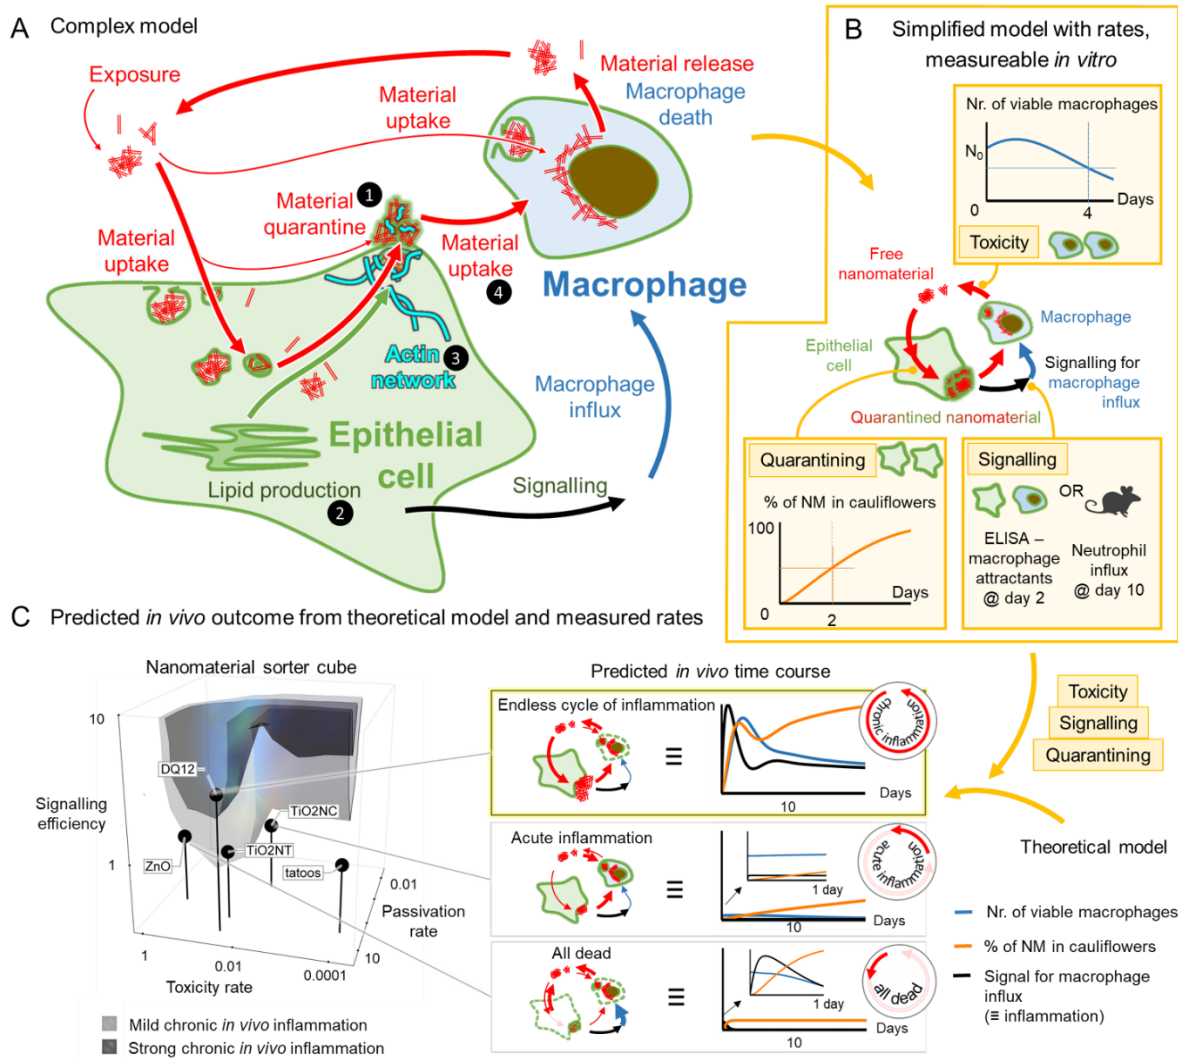 A Complex model
Exposure
Material
uptake
Material release
Macrophage
death
Material
quarantine
1
Material
uptake
Material
uptake
4
Macrophage
Actin
network
3
Macrophage
influx
Epithelial
cell
Lipid production
2
Signalling
B Simplified model with rates,
measureable in vitro
Nr. of viable macrophages
N0
0
4
Days
Toxicity
Free
nanomaterial
Macrophage
Epithelial
cell
Signalling for
macrophage
influx
Quarantined nanomaterial
Quarantining
% of NM in cauliflowers
100
Days
0
2
Signalling
OR
ELISA –
macrophage
attractants
@ day 2
Neutrophil
influx
@ day 10
Toxicity
Signalling
Quarantining
Theoretical model
C Predicted in vivo outcome from theoretical model and measured rates
Nanomaterial sorter cube
10
Signalling
efficiency
1
DQ12
TiO2NC
ZnO
TiO2NT
tatoos
0.01
Passivation
rate
10
1
0.01
0.0001
Toxicity rate
Mild chronic in vivo inflammation
Strong chronic in vivo inflammation
Predicted in vivo time course
Endless cycle of inflammation
≡
Days
10
chronic inflammation
Acute inflammation
≡
1 day
Days
10
acute inflammation
All dead
≡
1 day
Days
10
all dead
Nr. of viable macrophages
% of NM in cauliflowers
Signal for macrophage
influx
(≡ inflammation)